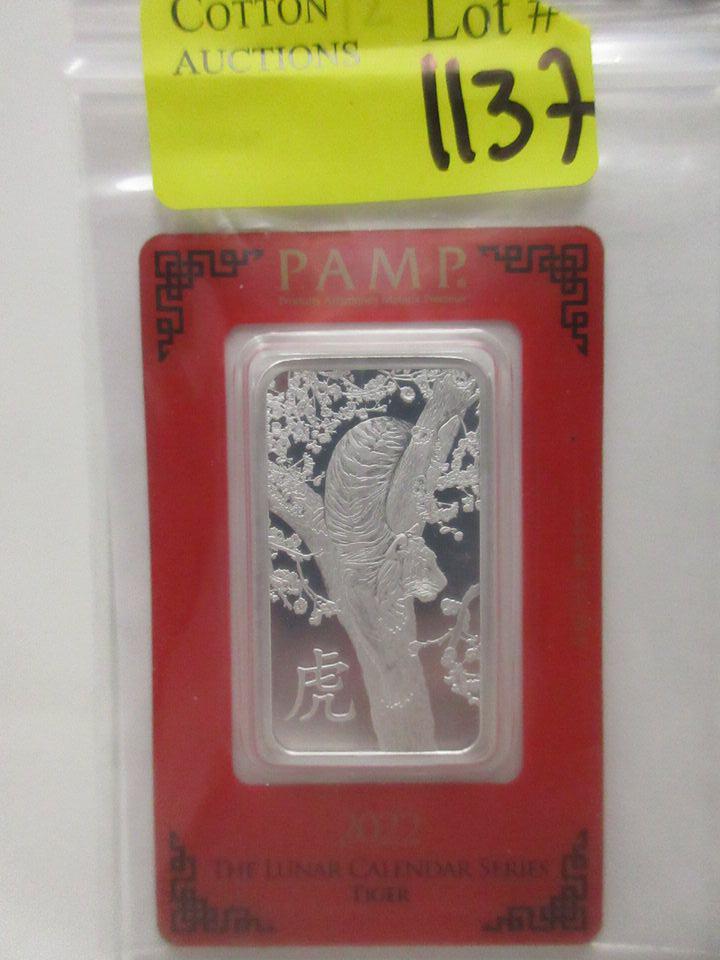 COTTON
AUCTIONS
Lot #
1137
PAMP®
Produits Artistiques Métaux Précieux
虎
2022
THE LUNAR CALENDAR SERIES
TIGER